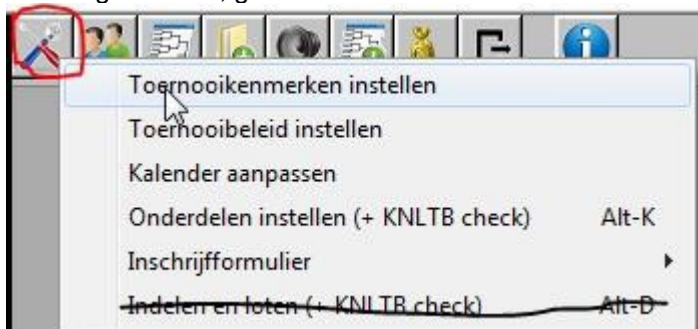 Toernooikenmerken instellen
Toernooibeleid instellen
Kalender aanpassen
Onderdelen instellen (+ KNLTB check) Alt-K
Inschrijfformulier
Indelen en loten (+ KNLTB check) Alt-D